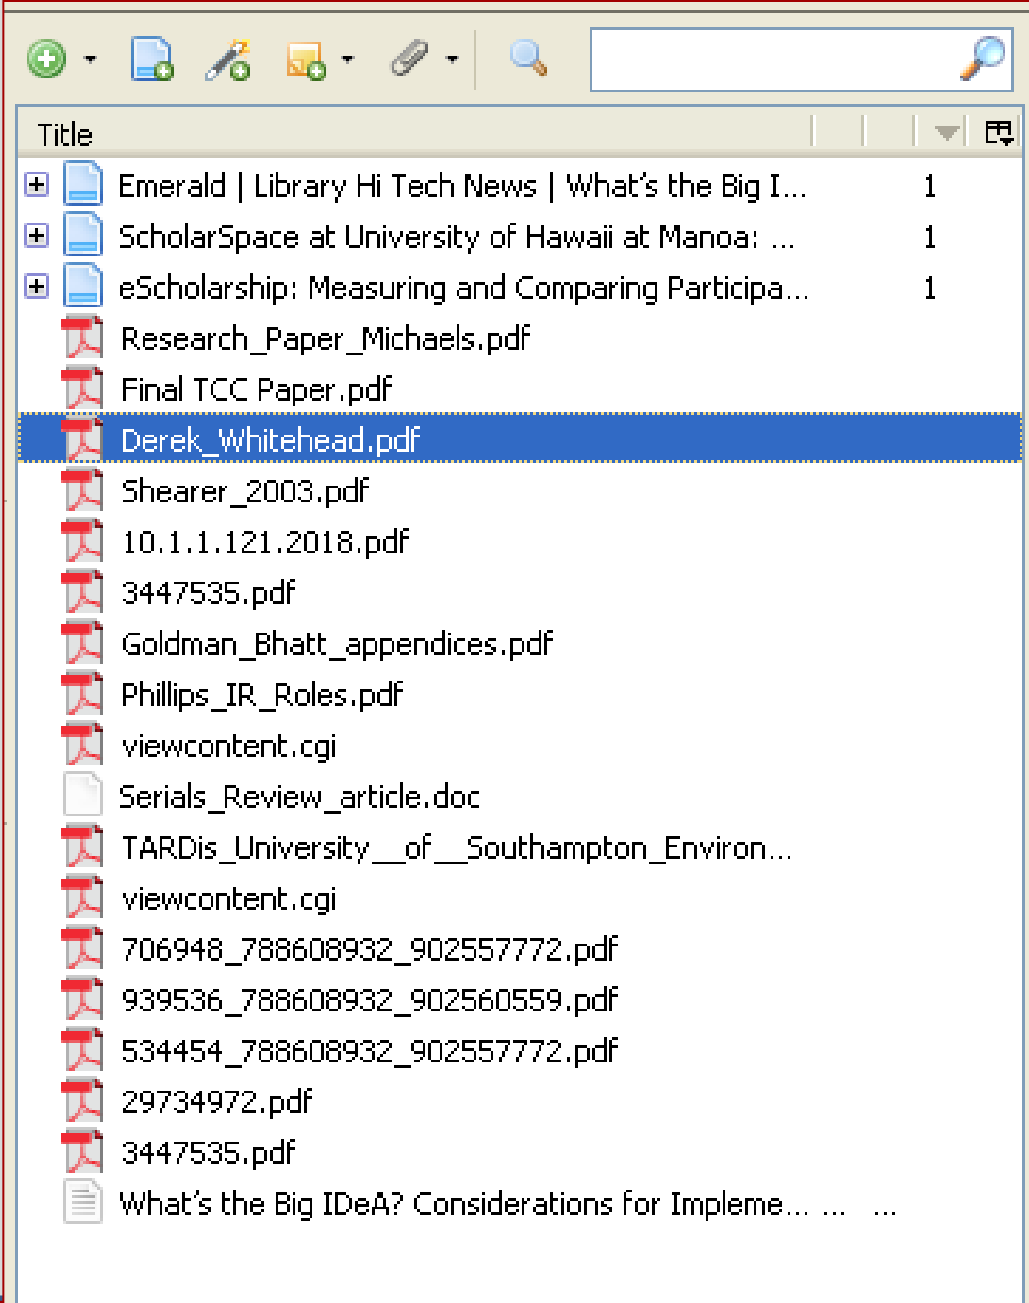 Title
Emerald | Library Hi Tech News | What's the Big I... 1
ScholarSpace at University of Hawaii at Manoa: ... 1
eScholarship: Measuring and Comparing Participa... 1
Research_Paper_Michaels.pdf
Final TCC Paper.pdf
Derek_Whitehead.pdf
Shearer_2003.pdf
10.1.1.121.2018.pdf
3447535.pdf
Goldman_Bhatt_appendices.pdf
Phillips_IR_Roles.pdf
viewcontent.cgi
Serials_Review_article.doc
TARDis_University__of__Southampton_Environ...
viewcontent.cgi
706948_788608932_902557772.pdf
939536_788608932_902560559.pdf
534454_788608932_902557772.pdf
29734972.pdf
3447535.pdf
What's the Big IDeA? Considerations for Impleme... ... ...